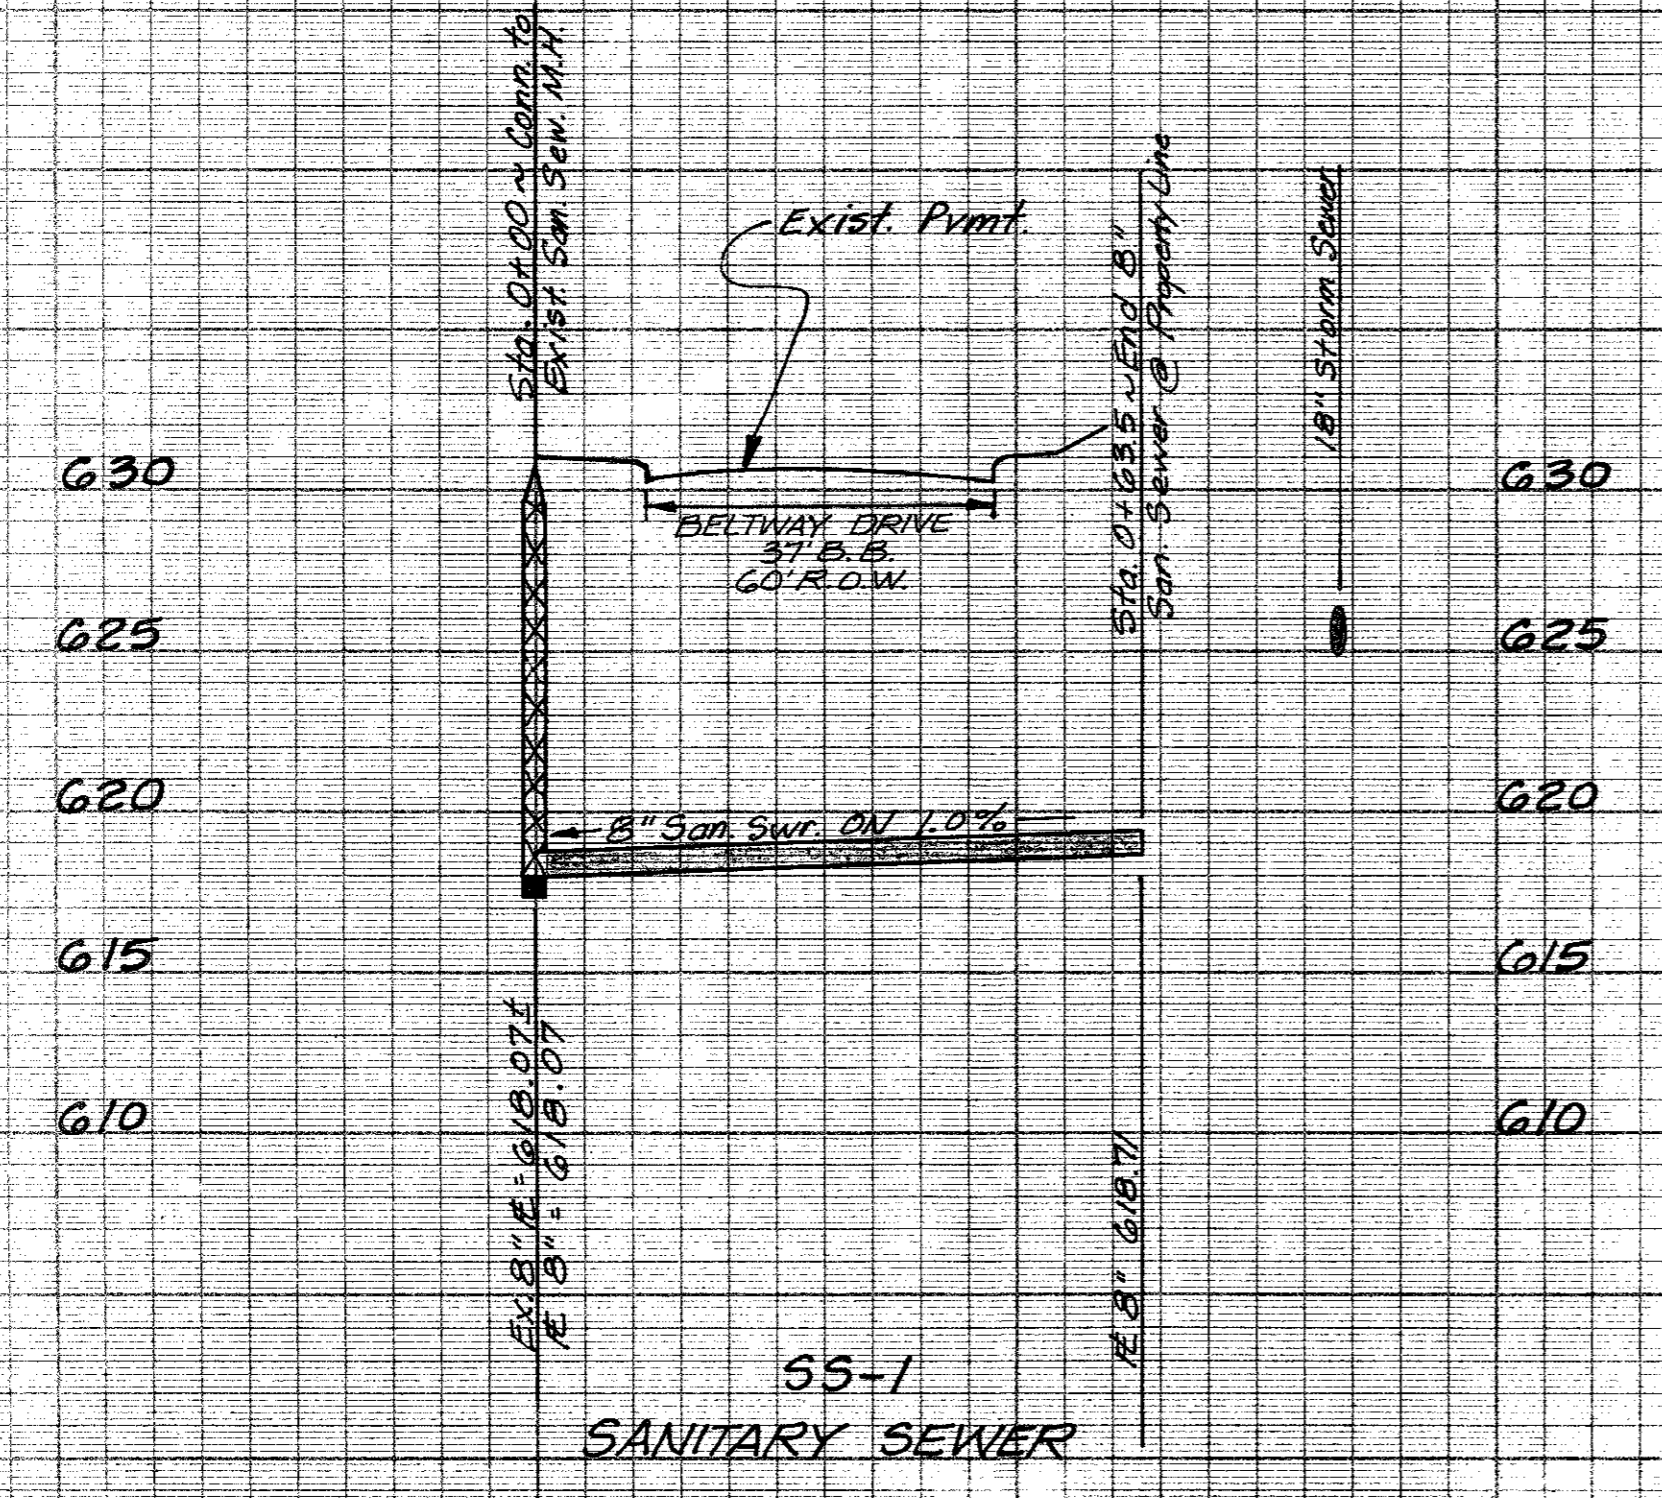 Sta. 0+00 ~ Conn. to
Exist. San. Sew. M.H.
Exist. Pvmt.
Sta. 0+63.5 ~ End 8"
San. Sewer @ Property Line
18" Storm Sewer
630
630
BELTWAY DRIVE
37' B.B.
60' R.O.W.
625
625
620
620
8" San. Swr. ON 1.0%
615
615
610
610
Ex. 8" ℄ = 618.07±
℄ 8" = 618.07
℄ 8" 618.71
SS-1
SANITARY SEWER